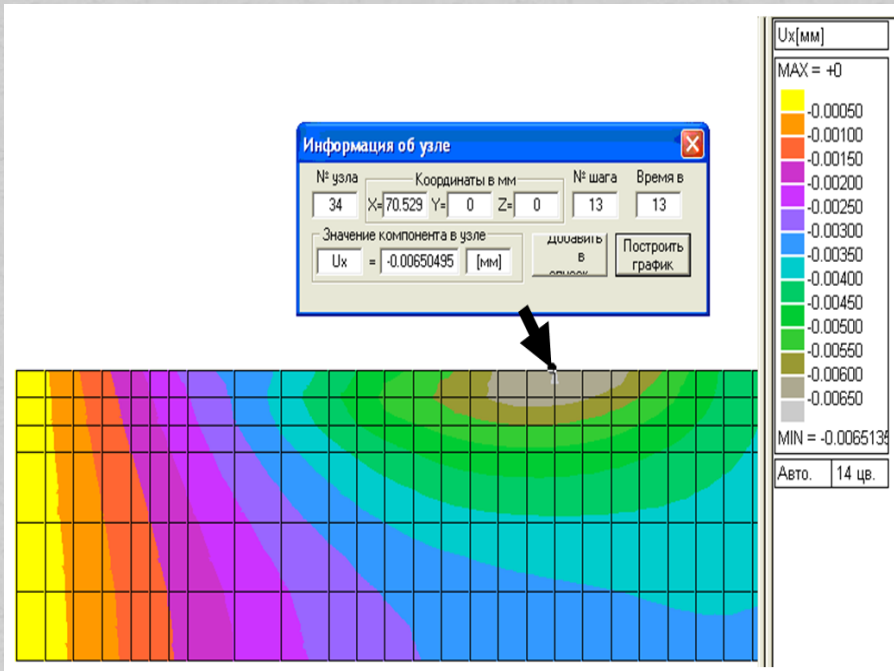 Ux[мм]
MAX = +0
-0.00050
-0.00100
-0.00150
-0.00200
-0.00250
-0.00300
-0.00350
-0.00400
-0.00450
-0.00500
-0.00550
-0.00600
-0.00650
MIN = -0.0065135
Авто. 14 цв.
Информация об узле
№ узла Координаты в мм № шага Время в
34 X= 70.529 Y= 0 Z= 0 13 13
Значение компонента в узле
Ux = -0.00650495 [мм]
Добавить
в
список
Построить
график